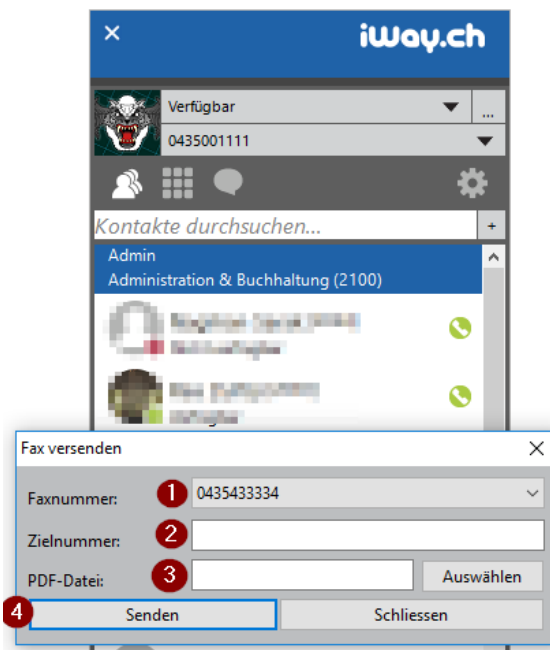 iWay.ch
Verfügbar
...
0435001111
Kontakte durchsuchen...
+
Admin
Administration & Buchhaltung (2100)
Fax versenden
Faxnummer: 1 0435433334
Zielnummer: 2
PDF-Datei: 3 Auswählen
4 Senden Schliessen